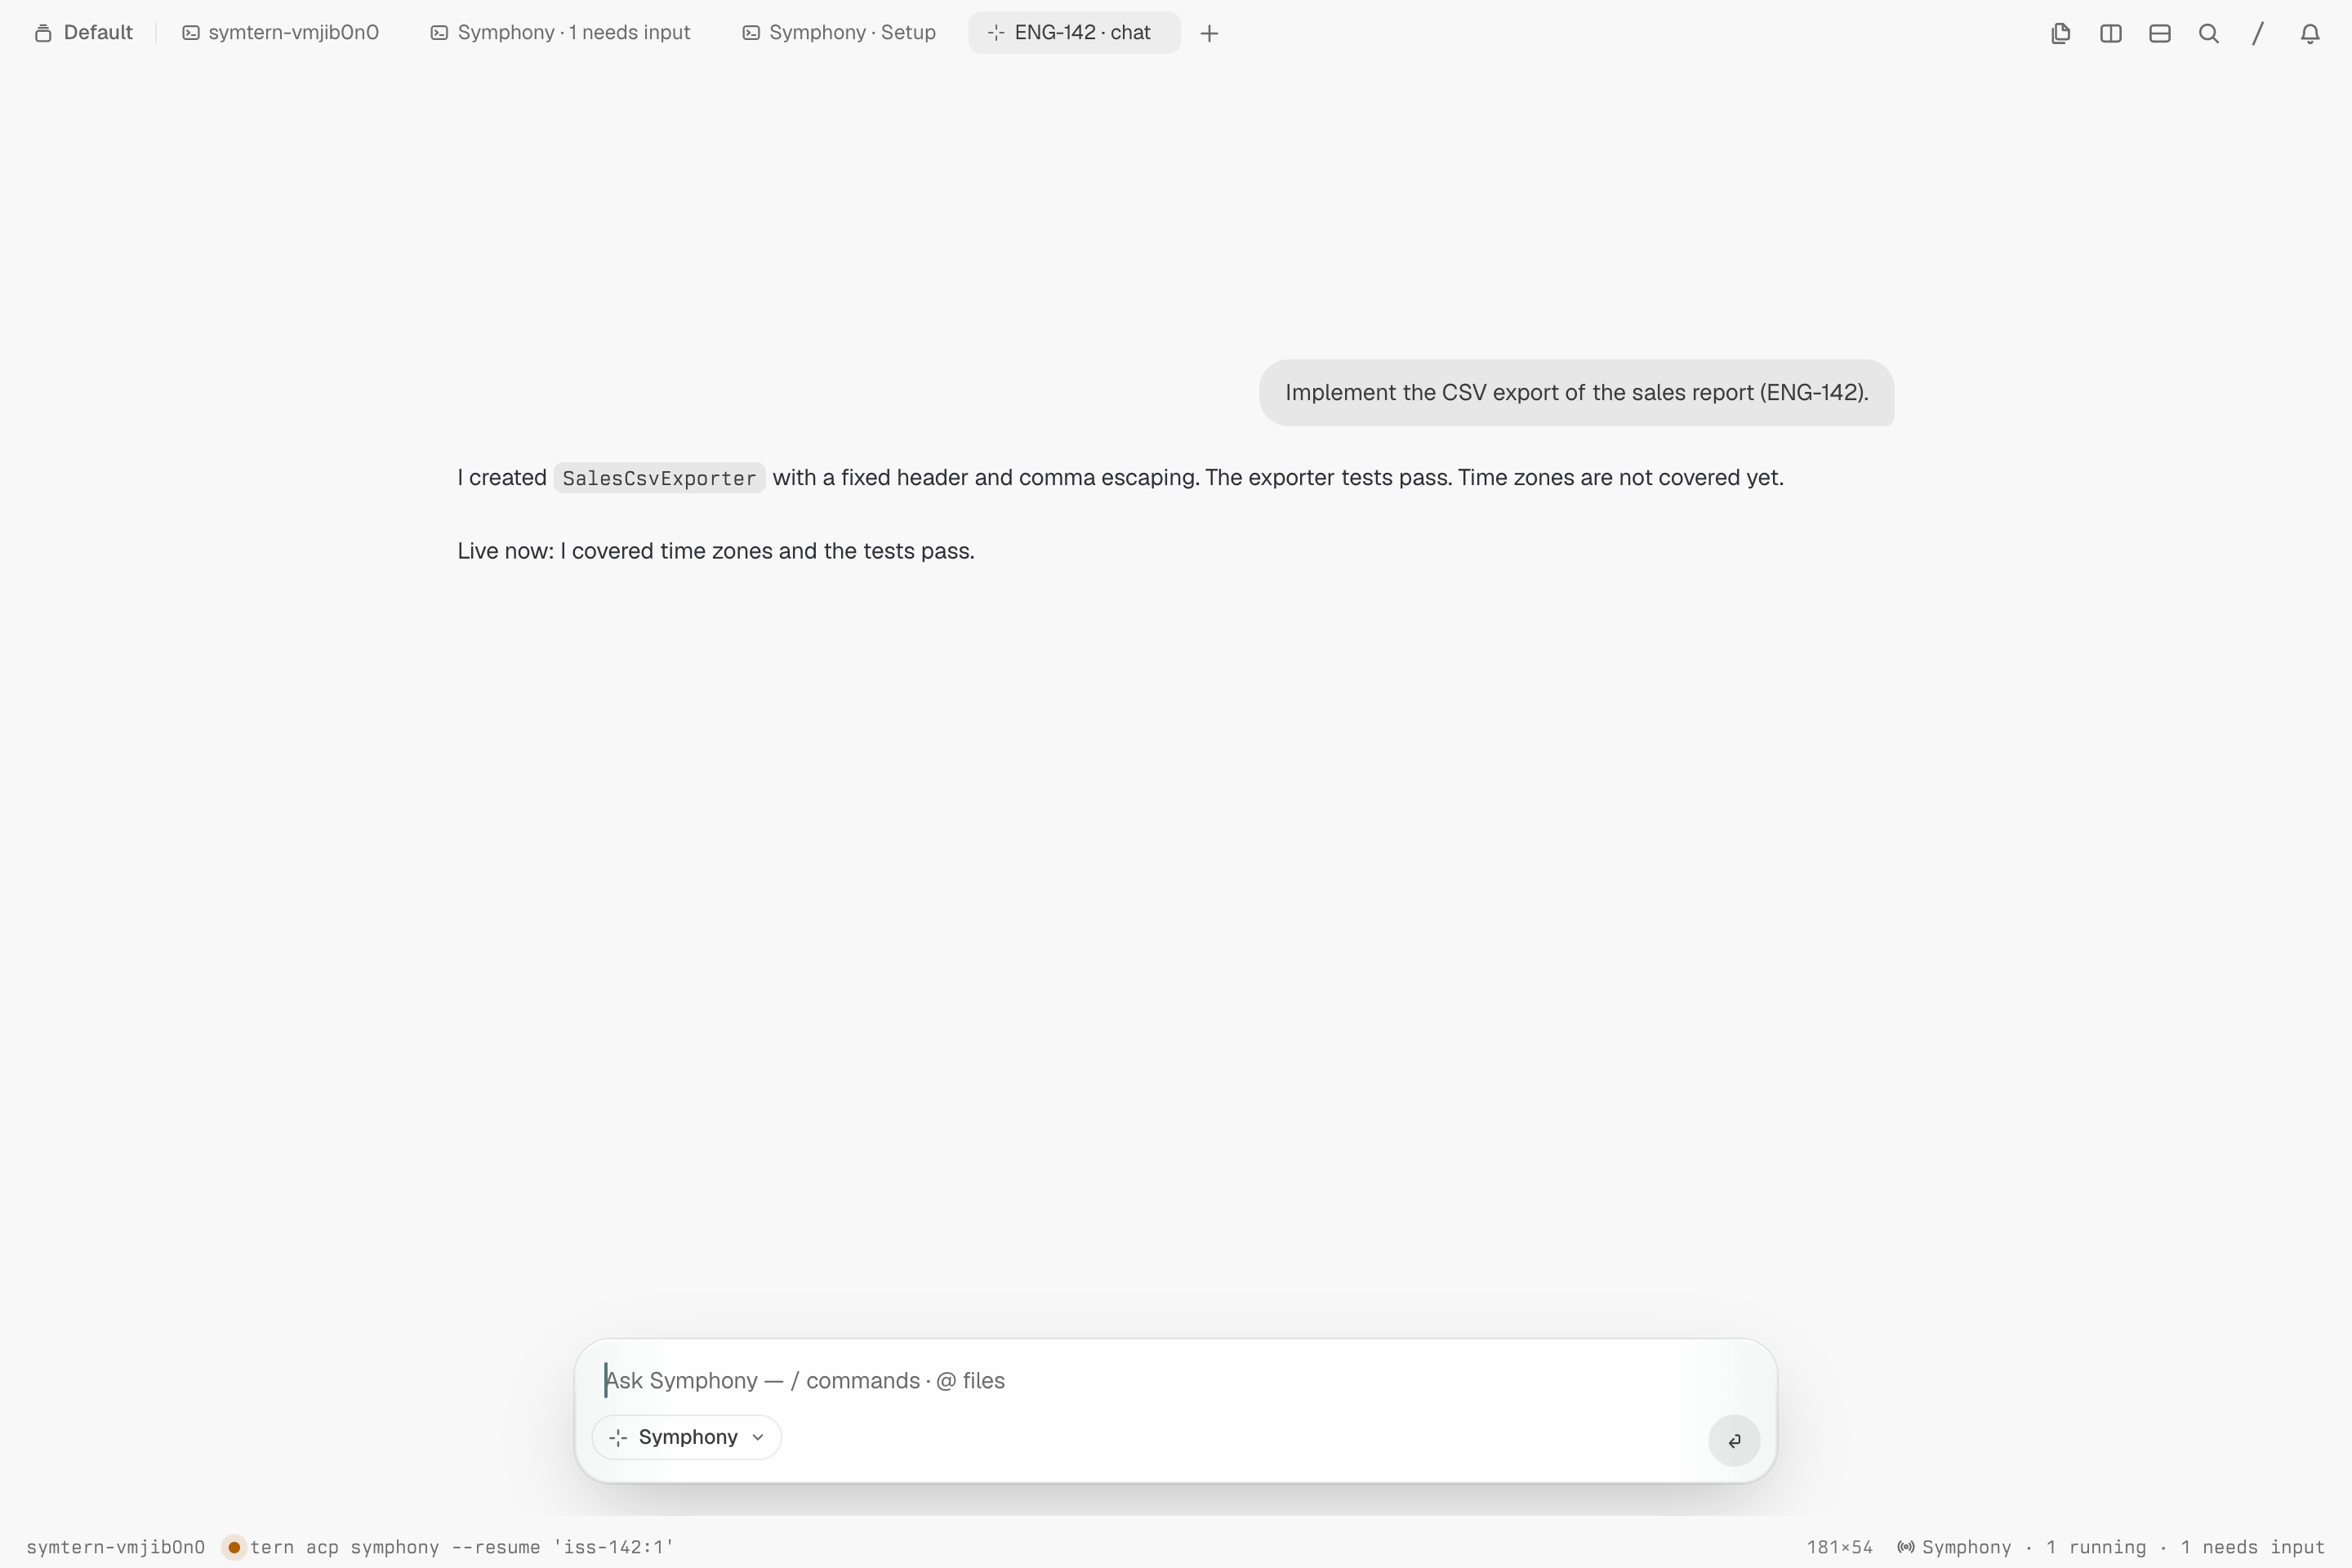 Default
symtern-vmjib0n0
Symphony · 1 needs input
Symphony · Setup
ENG-142 · chat
Implement the CSV export of the sales report (ENG-142).
I created SalesCsvExporter with a fixed header and comma escaping. The exporter tests pass. Time zones are not covered yet.
Live now: I covered time zones and the tests pass.
Ask Symphony — / commands · @ files
Symphony
symtern-vmjib0n0
tern acp symphony --resume 'iss-142:1'
181×54
Symphony · 1 running · 1 needs input